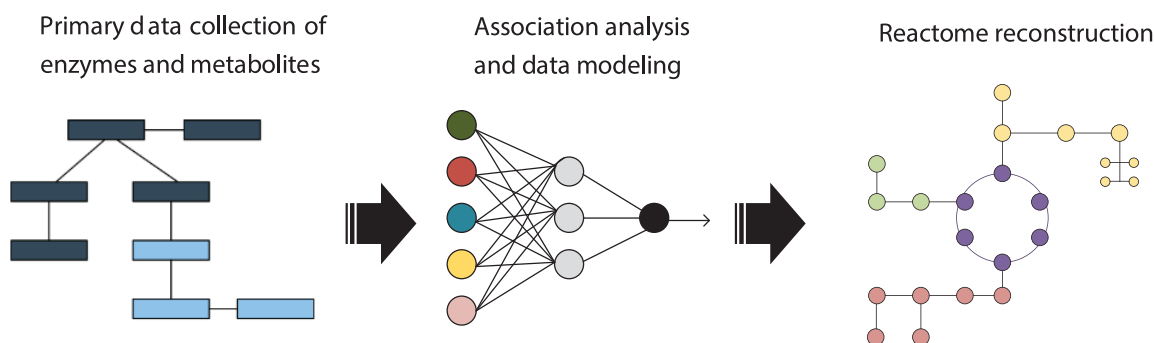 Primary data collection of
enzymes and metabolites
Association analysis
and data modeling
Reactome reconstruction